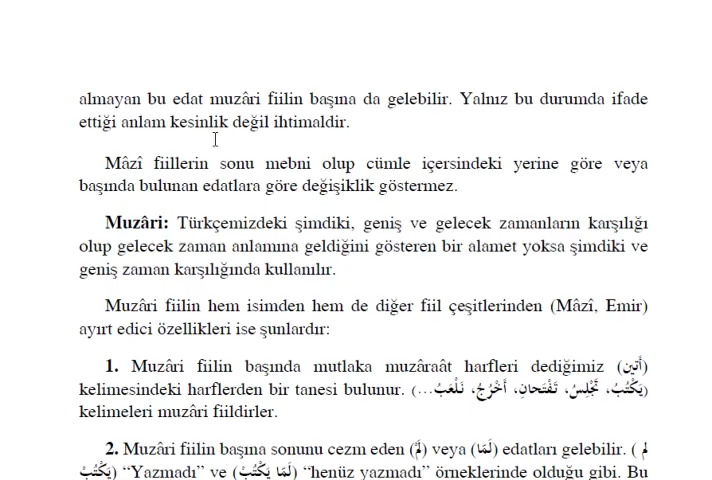 almayan bu edat muzâri fiilin başına da gelebilir. Yalnız bu durumda ifade
ettiği anlam kesinlik değil ihtimaldir.
Mâzî fiillerin sonu mebni olup cümle içersindeki yerine göre veya
başında bulunan edatlara göre değişiklik göstermez.
Muzâri: Türkçemizdeki şimdiki, geniş ve gelecek zamanların karşılığı
olup gelecek zaman anlamına geldiğini gösteren bir alamet yoksa şimdiki ve
geniş zaman karşılığında kullanılır.
Muzâri fiilin hem isimden hem de diğer fiil çeşitlerinden (Mâzî, Emir)
ayırt edici özellikleri ise şunlardır:
1. Muzâri fiilin başında mutlaka muzâraât harfleri dediğimiz (أتين)
kelimesindeki harflerden bir tanesi bulunur. (يَكْتُبُ، تَجْلِسُ، تَفْتَحانِ، أَخْرُجُ، نَلْعَبُ...)
kelimeleri muzâri fiildirler.
2. Muzâri fiilin başına sonunu cezm eden (لَمْ) veya (لَمَّا) edatları gelebilir. ( لم
يَكْتُبْ) “Yazmadı” ve (لَمَّا يَكْتُبْ) “henüz yazmadı” örneklerinde olduğu gibi. Bu